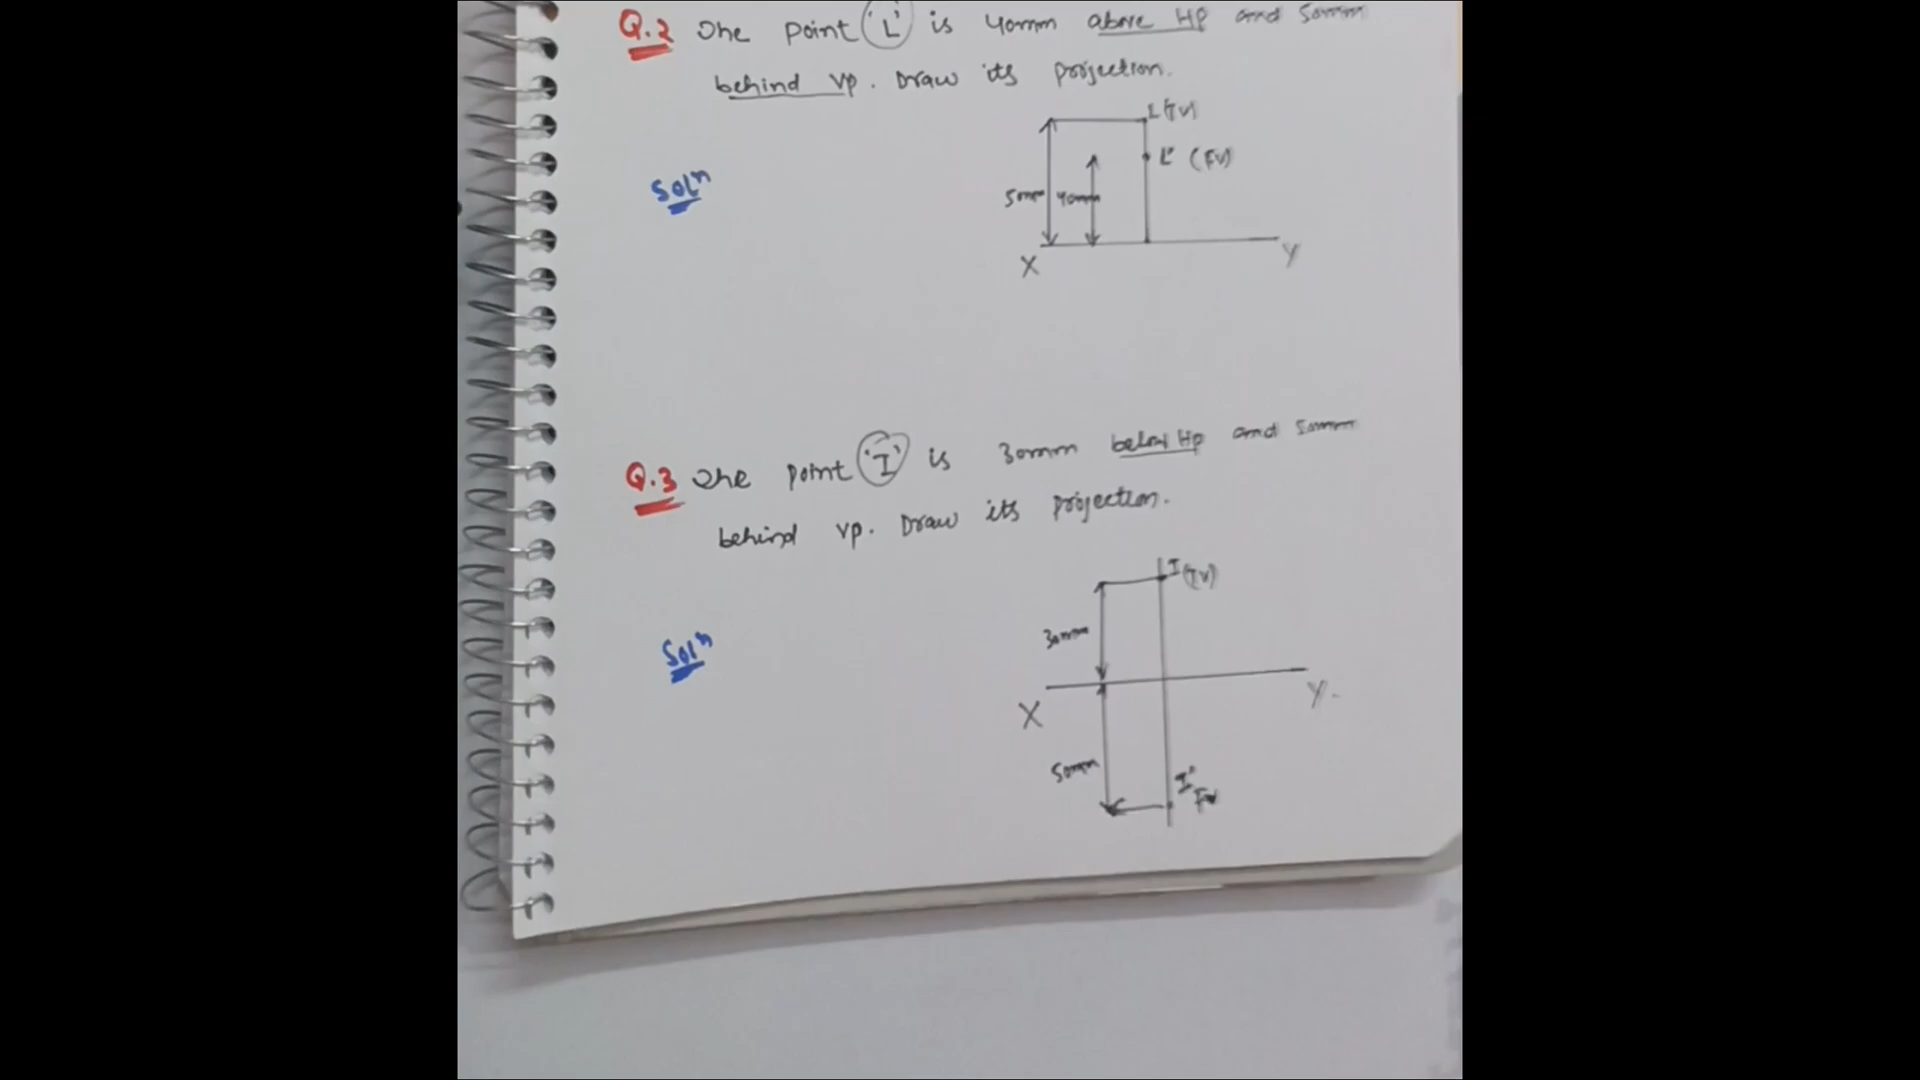 Q.2 The point 'L' is 40mm above HP and 50mm
behind VP. Draw its projection.
L(TV)
L' (FV)
Solⁿ
50mm 40mm
X Y
Q.3 The point 'I' is 30mm below Hp and 50mm
behind VP. Draw its projection.
I(TV)
30mm
Solⁿ
X Y.
50mm
I'
FV